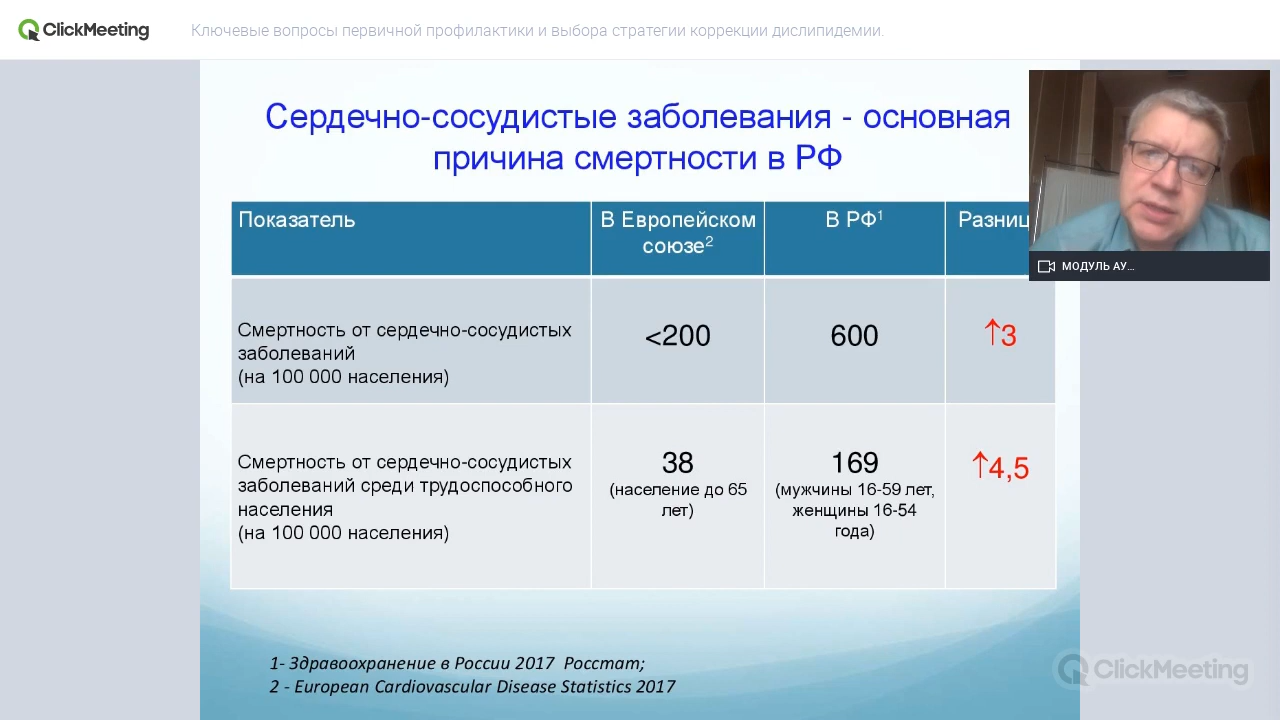 ClickMeeting
Ключевые вопросы первичной профилактики и выбора стратегии коррекции дислипидемии.
Сердечно-сосудистые заболевания - основная
причина смертности в РФ
Показатель
В Европейском
союзе2
В РФ1
Разниц
МОДУЛЬ АУ...
Смертность от сердечно-сосудистых
заболеваний
(на 100 000 населения)
<200
600
↑3
Смертность от сердечно-сосудистых
заболеваний среди трудоспособного
населения
(на 100 000 населения)
38
(население до 65
лет)
169
(мужчины 16-59 лет,
женщины 16-54
года)
↑4,5
1- Здравоохранение в России 2017 Росстат;
2 - European Cardiovascular Disease Statistics 2017
ClickMeeting